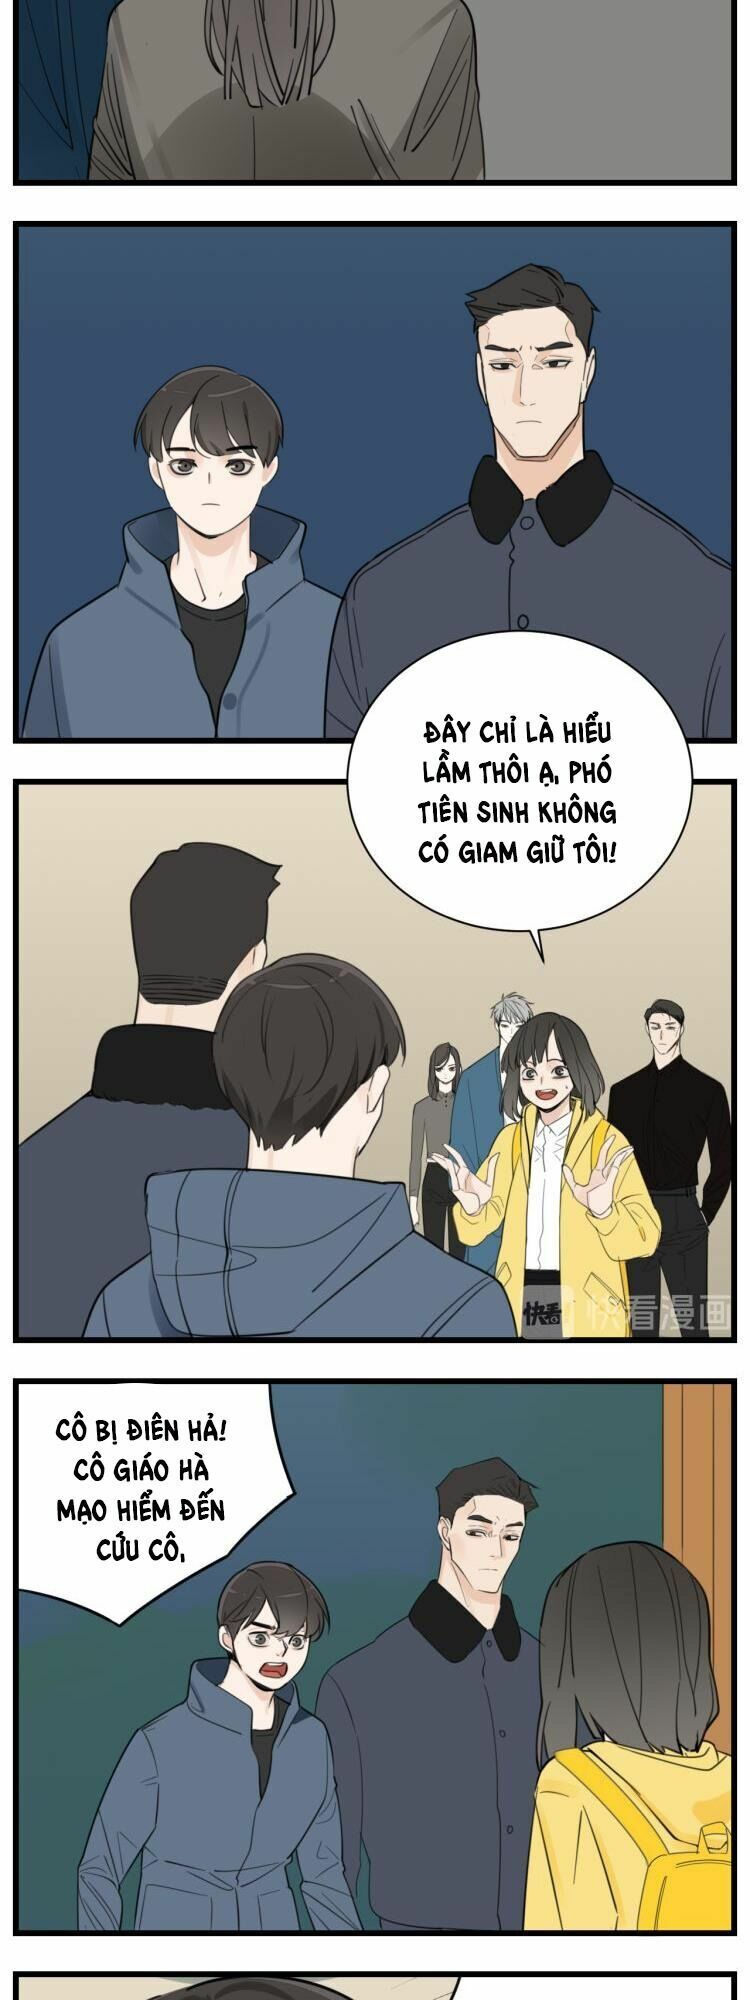 ĐÂY CHỈ LÀ HIỂU
LẦM THÔI Ạ, PHÓ
TIÊN SINH KHÔNG
CÓ GIAM GIỮ TÔI!
快看
快看漫画
CÔ BỊ ĐIÊN HẢ!
CÔ GIÁO HÀ
MẠO HIỂM ĐẾN
CỨU CÔ,